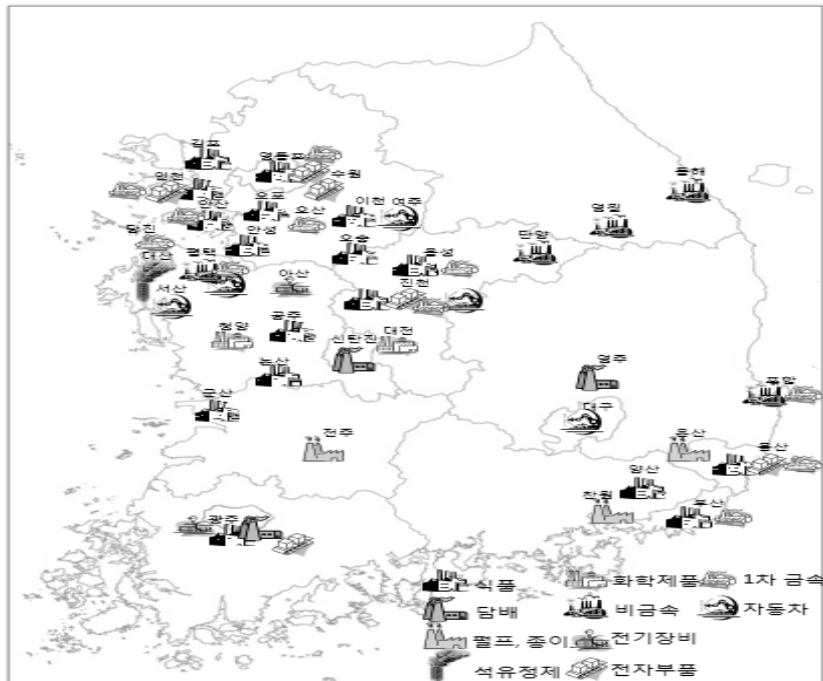 김포
영등포
인천
수원
안산
오포
오산
이천 여주
동해
영월
단양
당진
안성
오송
음성
대산
평택
서산
아산
진천
청양
공주
신탄진
대전
논산
영주
군산
대구
포항
전주
온산
울산
양산
창원
부산
광주
식품
화학제품
1차 금속
담배
비금속
자동차
펄프, 종이
전기장비
석유정제
전자부품